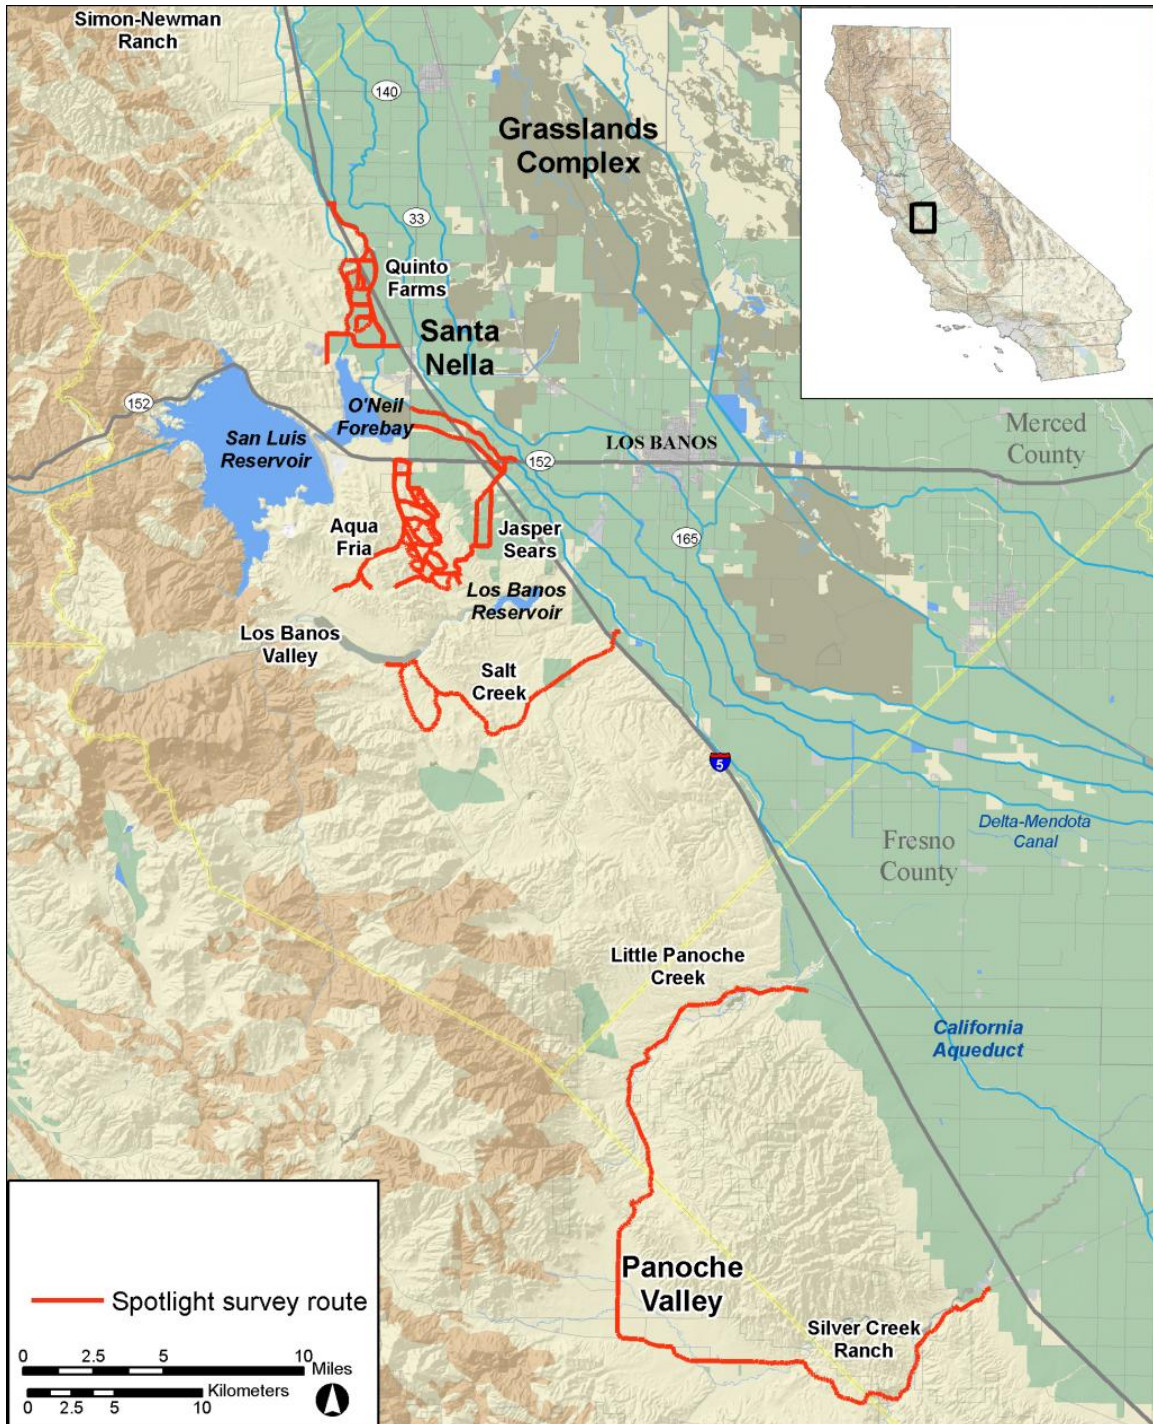 Simon-Newman
Ranch
140
Grasslands
Complex
33
Quinto
Farms
Santa
Nella
152
O'Neil
Forebay
San Luis
Reservoir
LOS BANOS
Merced
County
152
Aqua
Fria
Jasper
Sears
165
Los Banos
Reservoir
Los Banos
Valley
Salt
Creek
5
Delta-Mendota
Canal
Fresno
County
Little Panoche
Creek
California
Aqueduct
Panoche
Valley
Silver Creek
Ranch
Spotlight survey route
0 2.5 5 10 Miles
Kilometers
0 2.5 5 10